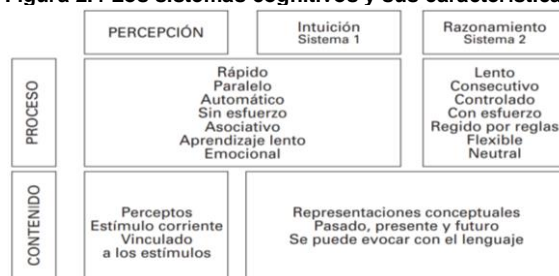 Figura 2.1 Los sistemas cognitivos y sus característica
PERCEPCIÓN
Intuición
Sistema 1
Razonamiento
Sistema 2
PROCESO
Rápido
Paralelo
Automático
Sin esfuerzo
Asociativo
Aprendizaje lento
Emocional
Lento
Consecutivo
Controlado
Con esfuerzo
Regido por reglas
Flexible
Neutral
CONTENIDO
Perceptos
Estímulo corriente
Vinculado
a los estímulos
Representaciones conceptuales
Pasado, presente y futuro
Se puede evocar con el lenguaje